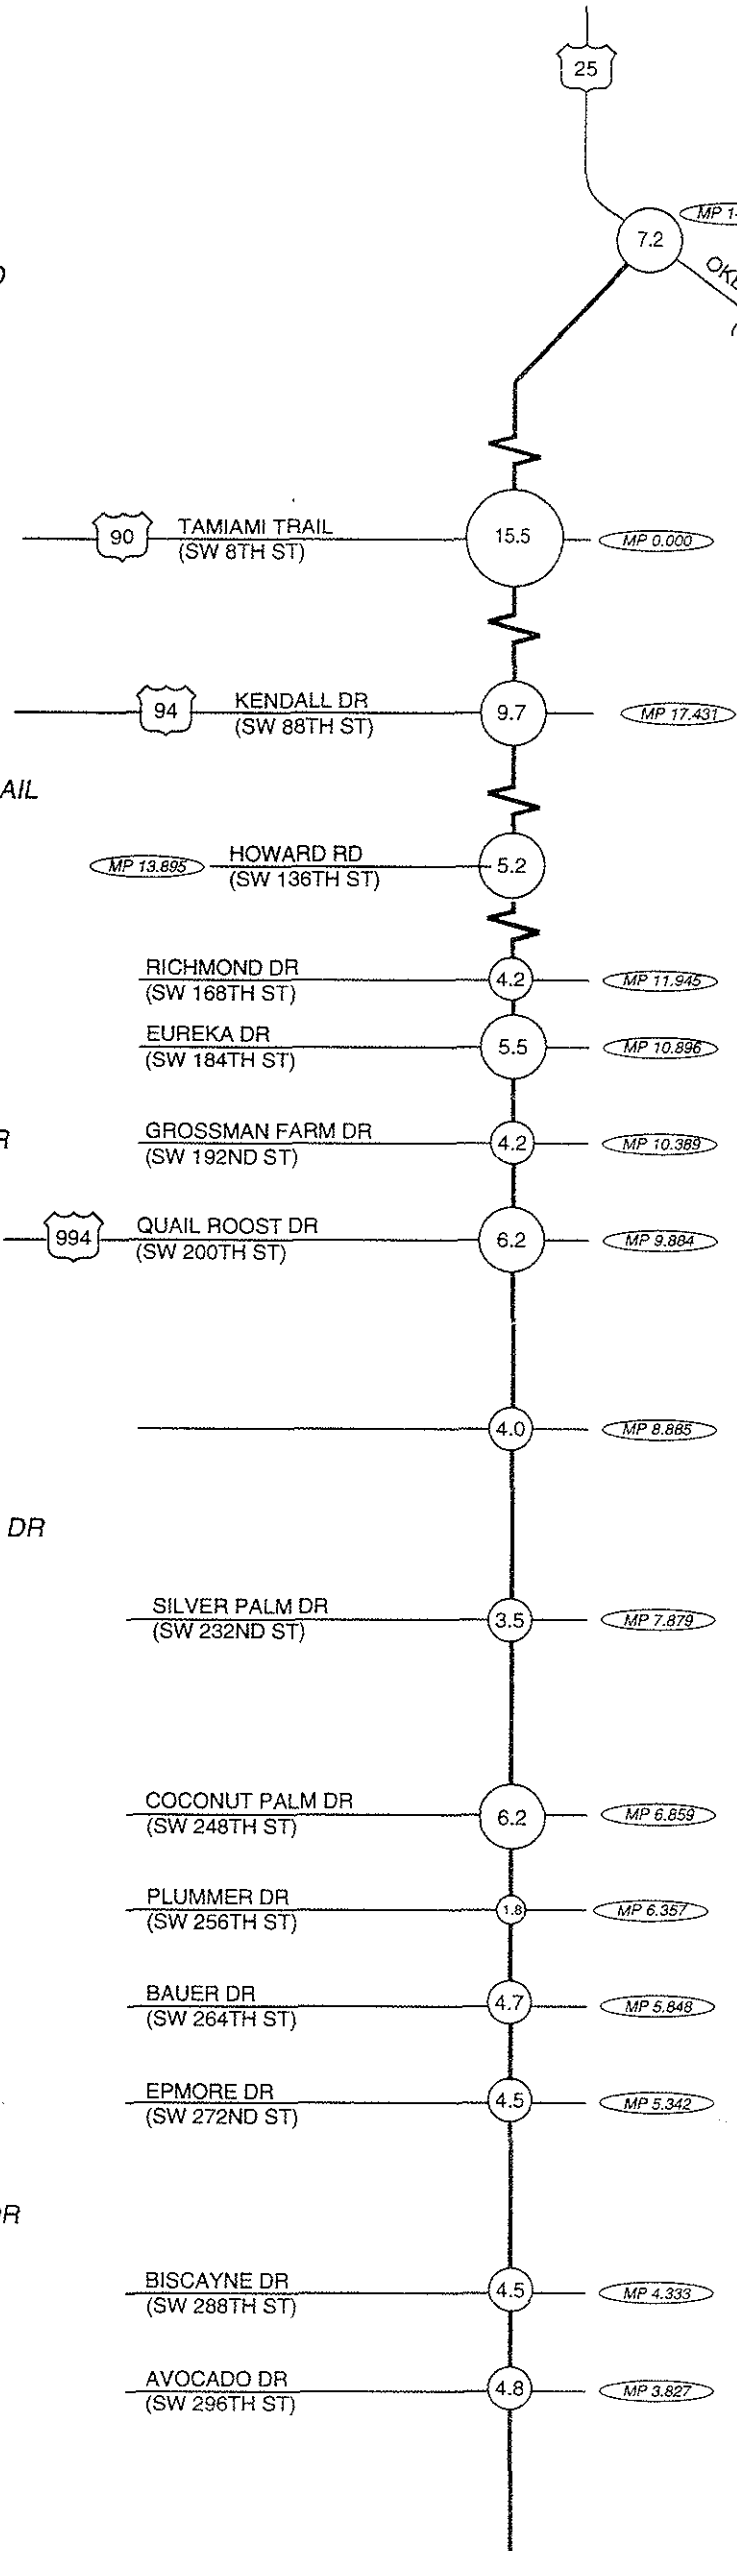 25
7.2
90
TAMIAMI TRAIL
(SW 8TH ST)
15.5
MP 0.000
94
KENDALL DR
(SW 88TH ST)
9.7
MP 17.431
AIL
MP 13.895
HOWARD RD
(SW 136TH ST)
5.2
RICHMOND DR
(SW 168TH ST)
4.2
MP 11.945
EUREKA DR
(SW 184TH ST)
5.5
MP 10.896
R
GROSSMAN FARM DR
(SW 192ND ST)
4.2
MP 10.389
994
QUAIL ROOST DR
(SW 200TH ST)
6.2
MP 9.884
4.0
MP 8.885
DR
SILVER PALM DR
(SW 232ND ST)
3.5
MP 7.879
COCONUT PALM DR
(SW 248TH ST)
6.2
MP 6.859
PLUMMER DR
(SW 256TH ST)
1.8
MP 6.357
BAUER DR
(SW 264TH ST)
4.7
MP 5.848
EPMORE DR
(SW 272ND ST)
4.5
MP 5.342
DR
BISCAYNE DR
(SW 288TH ST)
4.5
MP 4.333
AVOCADO DR
(SW 296TH ST)
4.8
MP 3.827